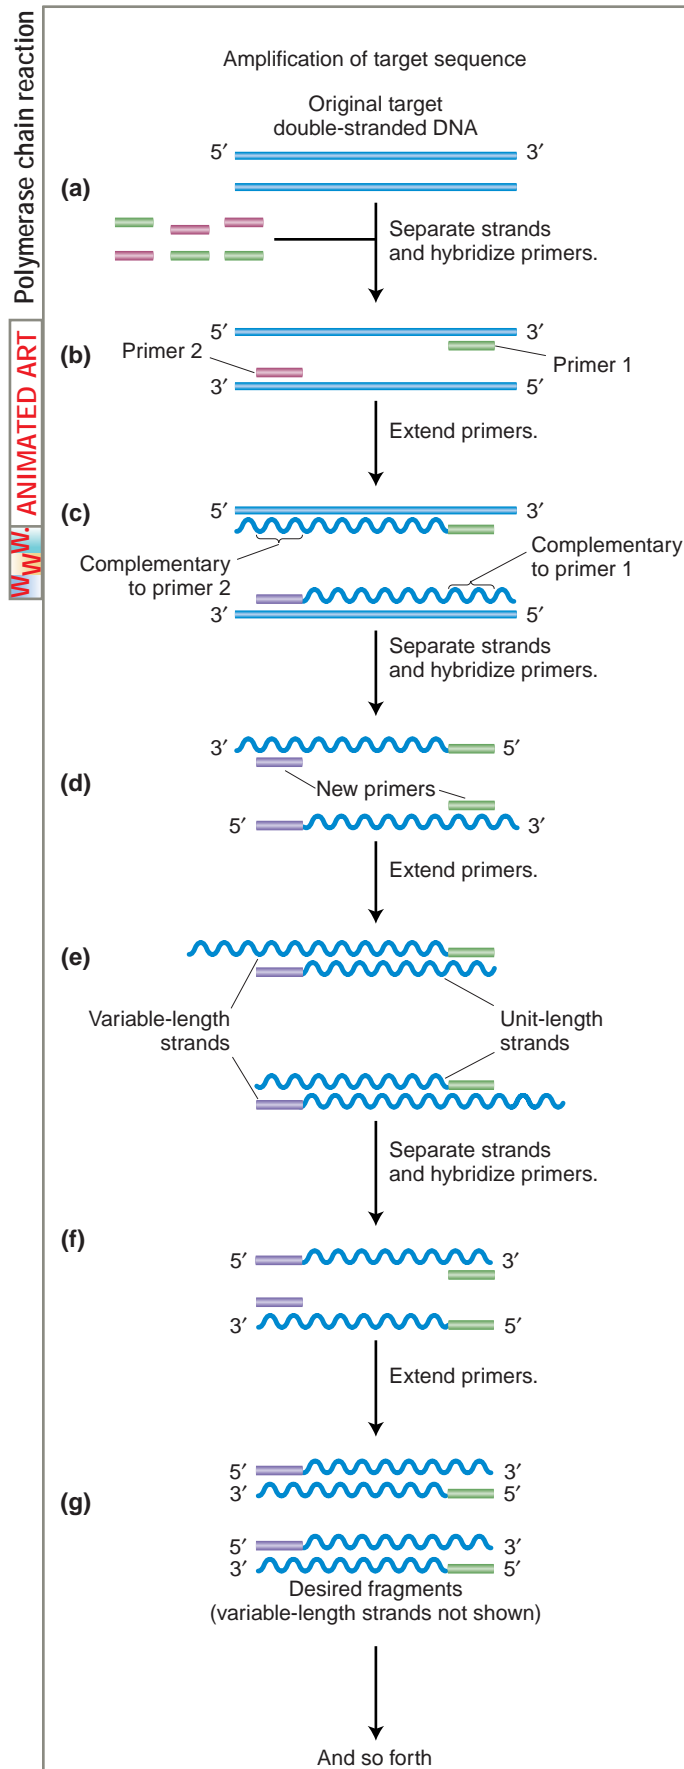 Polymerase chain reaction
WWW. ANIMATED ART
Amplification of target sequence
Original target
double-stranded DNA
5′ 3′
(a)
Separate strands
and hybridize primers.
5′ 3′
(b)
Primer 2
Primer 1
3′ 5′
Extend primers.
(c)
5′ 3′
Complementary
to primer 2
Complementary
to primer 1
3′ 5′
Separate strands
and hybridize primers.
3′ 5′
(d)
New primers
5′ 3′
Extend primers.
(e)
Variable-length
strands
Unit-length
strands
Separate strands
and hybridize primers.
(f)
5′ 3′
3′ 5′
Extend primers.
5′ 3′
3′ 5′
(g)
5′ 3′
3′ 5′
Desired fragments
(variable-length strands not shown)
And so forth